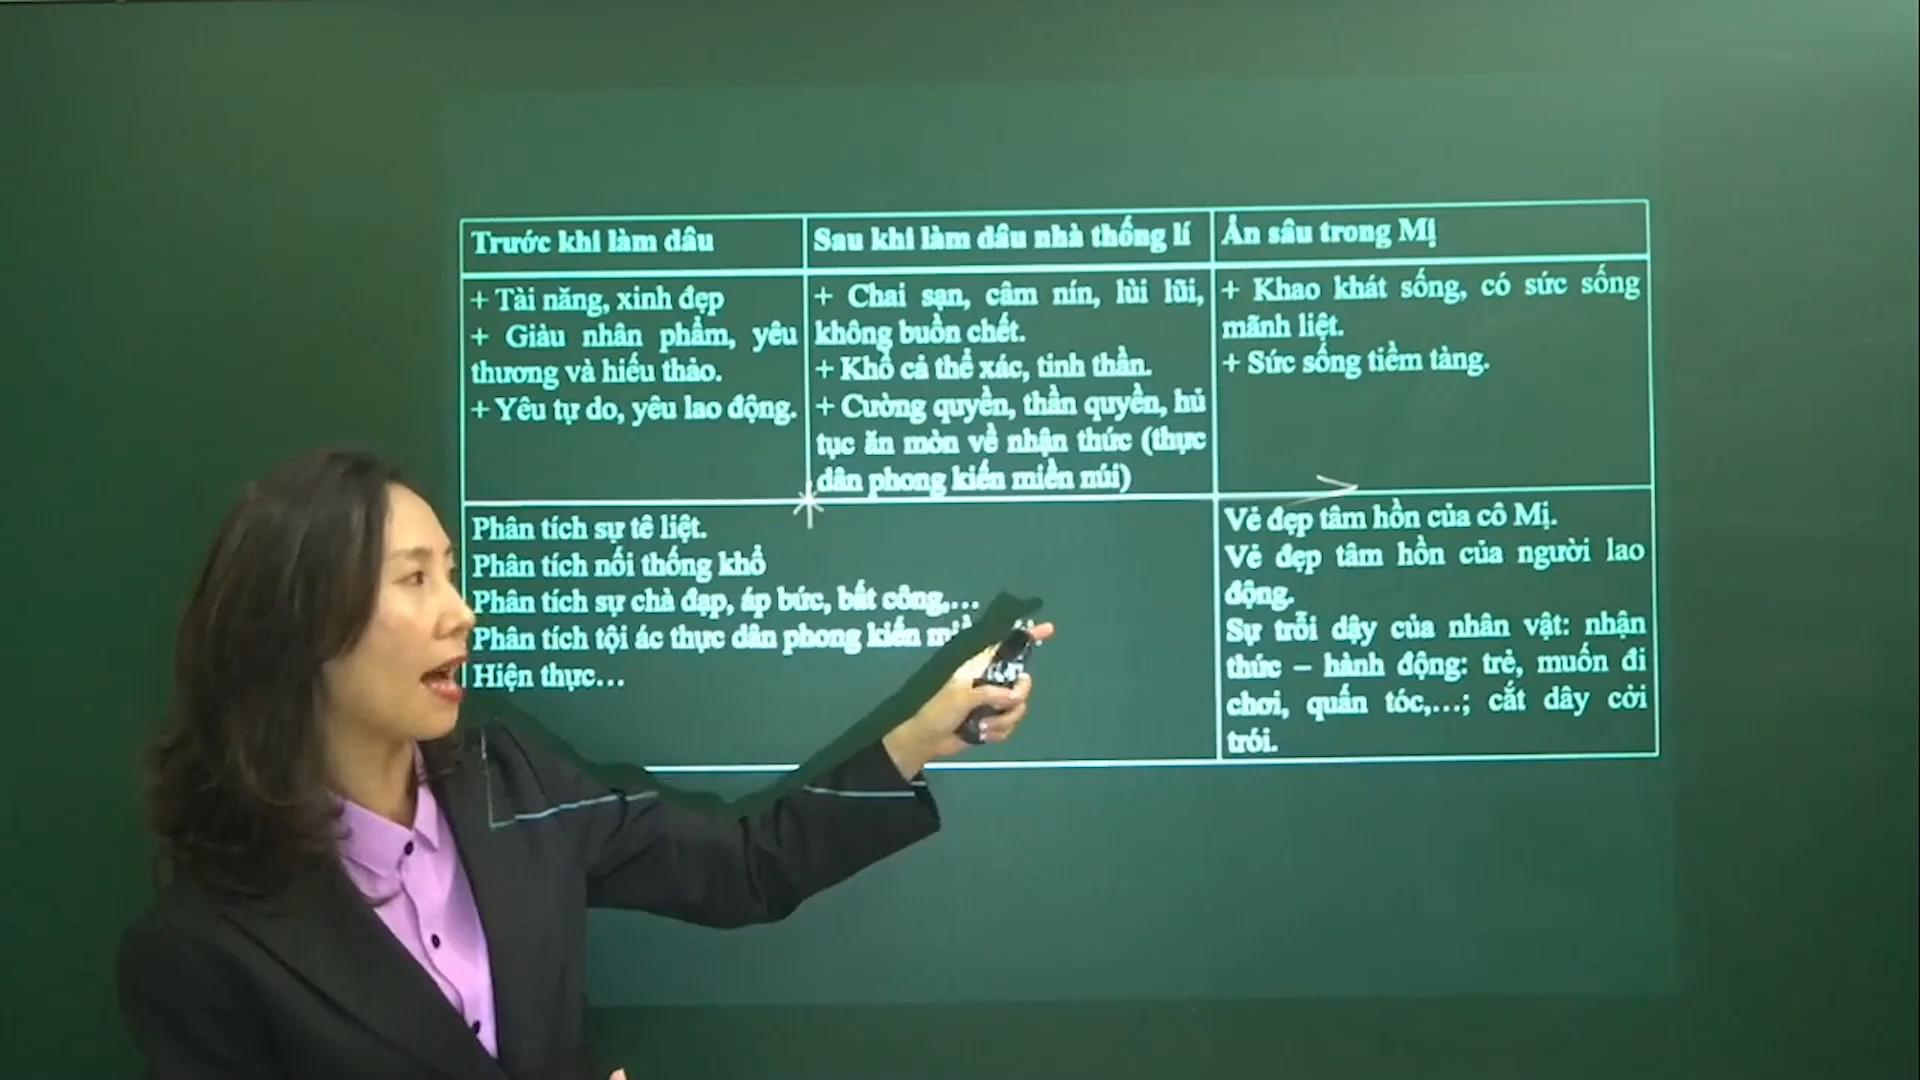 Trước khi làm dâu
Sau khi làm dâu nhà thống lí
Ẩn sâu trong Mị
+ Tài năng, xinh đẹp
+ Giàu nhân phẩm, yêu
thương và hiếu thảo.
+ Yêu tự do, yêu lao động.
+ Chai sạn, câm nín, lùi lũi,
không buồn chết.
+ Khổ cả thể xác, tinh thần.
+ Cường quyền, thần quyền, hủ
tục ăn mòn về nhận thức (thực
dân phong kiến miền núi)
+ Khao khát sống, có sức sống
mãnh liệt.
+ Sức sống tiềm tàng.
Phân tích sự tê liệt.
Phân tích nối thống khổ
Phân tích sự chà đạp, áp bức, bất công,…
Phân tích tội ác thực dân phong kiến
Hiện thực…
Vẻ đẹp tâm hồn của cô Mị.
Vẻ đẹp tâm hồn của người lao
động.
Sự trỗi dậy của nhân vật: nhận
thức – hành động: trẻ, muốn đi
chơi, quấn tóc,…; cắt dây cởi
trói.